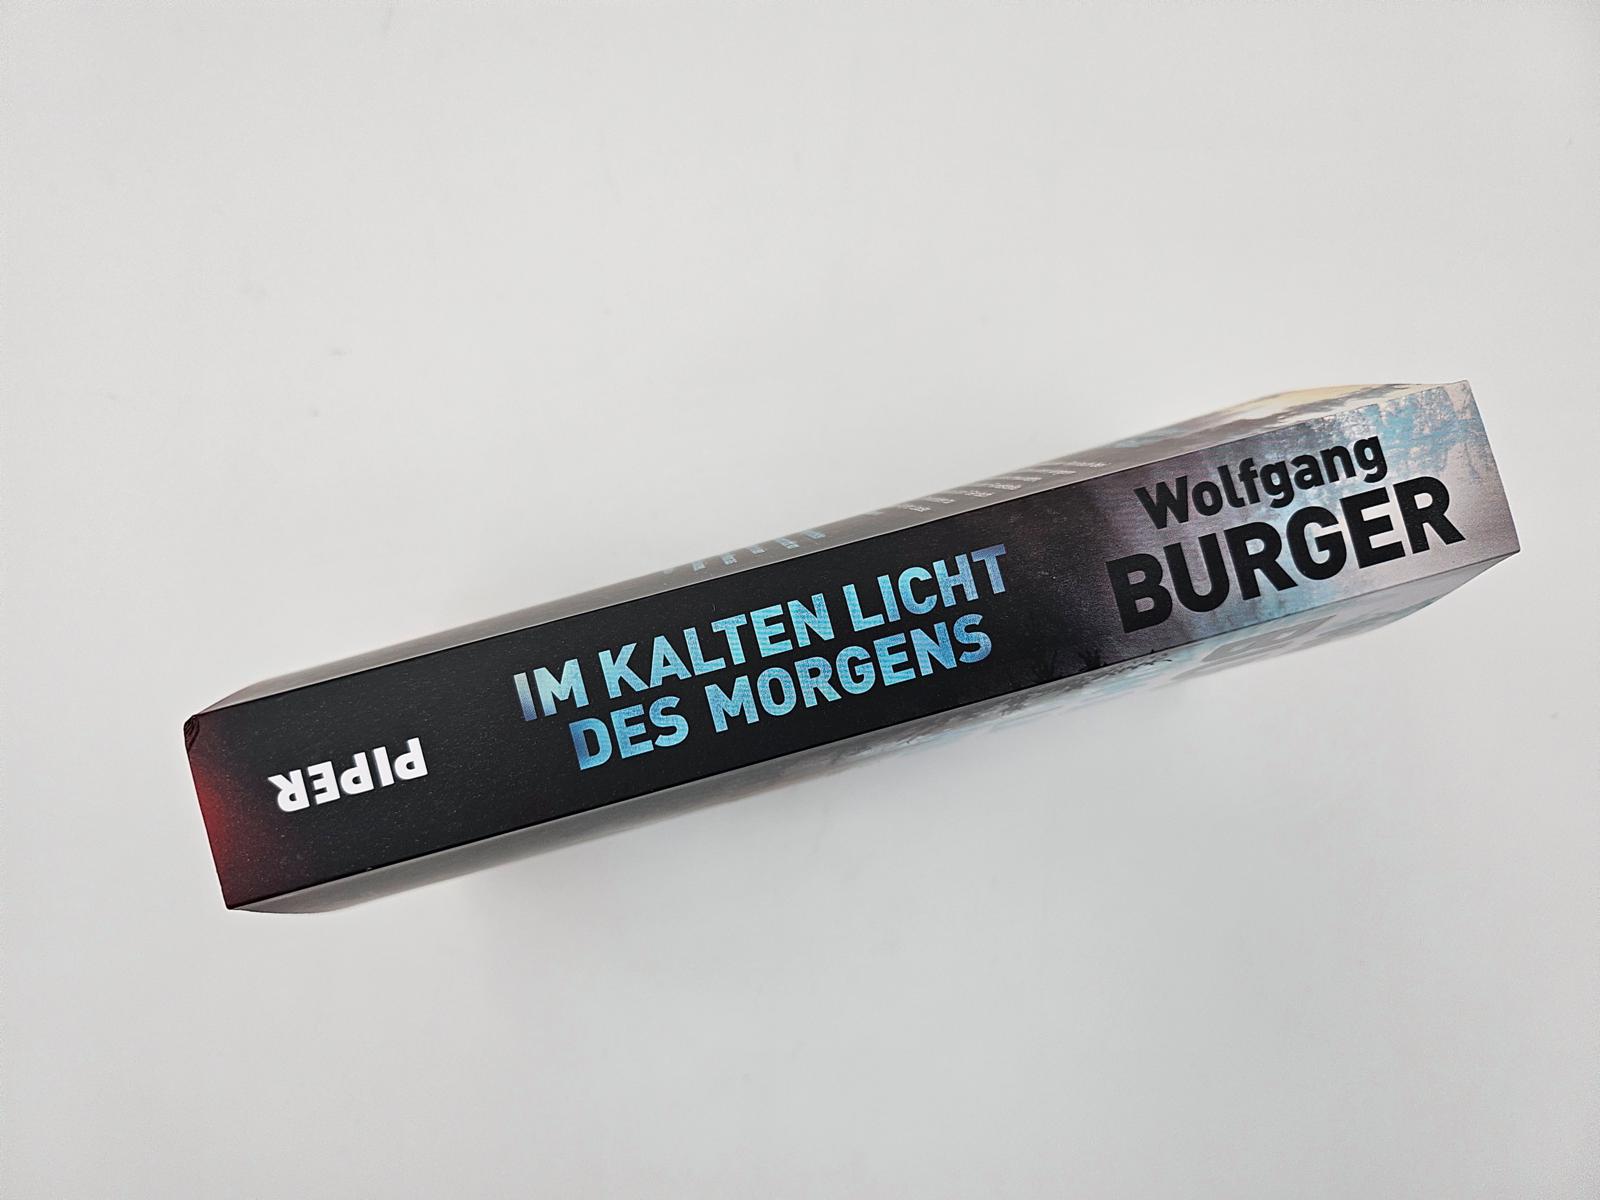 Wolfgang
BURGER
IM KALTEN LICHT
DES MORGENS
PIPER